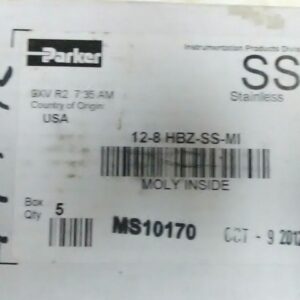 Parker
Instrumentation Products Divi
SS
9XV R2 7:35 AM
Stainless
Country of Origin:
USA
12-8 HBZ-SS-MI
MOLY INSIDE
Box
Qty 5
MS10170
OCT - 9 2012